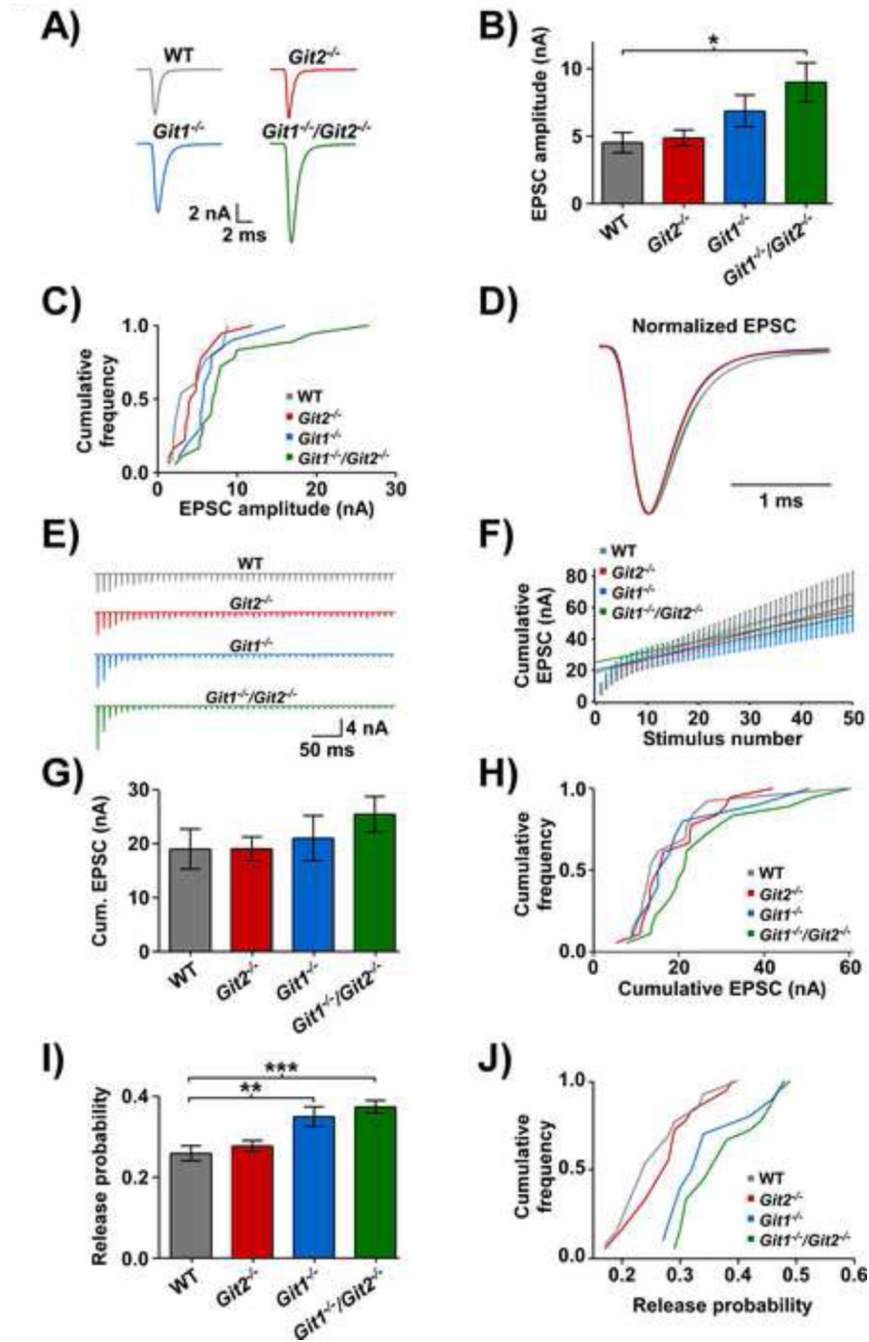 A)
WT
Git2-/-
Git1-/-
Git1-/-/Git2-/-
2 nA
2 ms
B)
*
EPSC amplitude (nA)
10
5
0
WT
Git2-/-
Git1-/-
Git1-/-/Git2-/-
C)
Cumulative
frequency
1.0
0.5
0.0
WT
Git2-/-
Git1-/-
Git1-/-/Git2-/-
0 10 20 30
EPSC amplitude (nA)
D)
Normalized EPSC
1 ms
E)
WT
Git2-/-
Git1-/-
Git1-/-/Git2-/-
4 nA
50 ms
F)
WT
Git2-/-
Git1-/-
Git1-/-/Git2-/-
Cumulative
EPSC (nA)
80
60
40
20
0
0 10 20 30 40 50
Stimulus number
G)
Cum. EPSC (nA)
30
20
10
0
WT
Git2-/-
Git1-/-
Git1-/-/Git2-/-
H)
Cumulative
frequency
1.0
0.5
0.0
WT
Git2-/-
Git1-/-
Git1-/-/Git2-/-
0 20 40 60
Cumulative EPSC (nA)
I)
***
**
Release probability
0.4
0.2
0.0
WT
Git2-/-
Git1-/-
Git1-/-/Git2-/-
J)
Cumulative
frequency
1.0
0.5
0.0
WT
Git2-/-
Git1-/-
Git1-/-/Git2-/-
0.2 0.3 0.4 0.5 0.6
Release probability